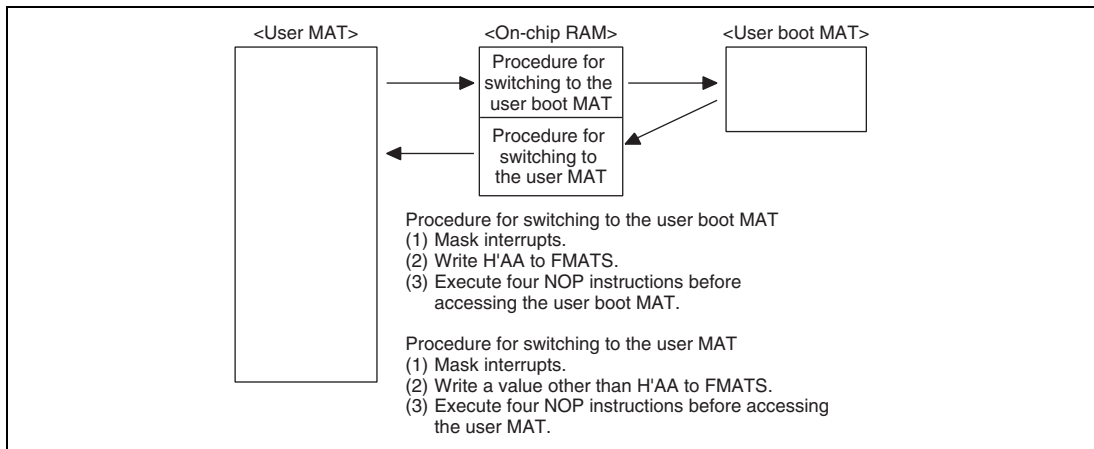 <User MAT>
<On-chip RAM>
<User boot MAT>
Procedure for
switching to the
user boot MAT
Procedure for
switching to
the user MAT
Procedure for switching to the user boot MAT
(1) Mask interrupts.
(2) Write H'AA to FMATS.
(3) Execute four NOP instructions before
accessing the user boot MAT.
Procedure for switching to the user MAT
(1) Mask interrupts.
(2) Write a value other than H'AA to FMATS.
(3) Execute four NOP instructions before accessing
the user MAT.